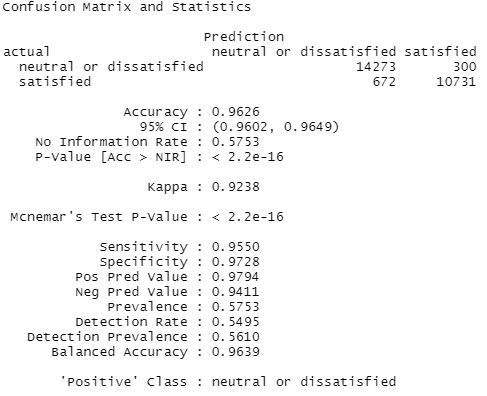 Confusion Matrix and Statistics
Prediction
actual neutral or dissatisfied satisfied
neutral or dissatisfied 14273 300
satisfied 672 10731
Accuracy : 0.9626
95% CI : (0.9602, 0.9649)
No Information Rate : 0.5753
P-Value [Acc > NIR] : < 2.2e-16
Kappa : 0.9238
Mcnemar's Test P-Value : < 2.2e-16
Sensitivity : 0.9550
Specificity : 0.9728
Pos Pred Value : 0.9794
Neg Pred Value : 0.9411
Prevalence : 0.5753
Detection Rate : 0.5495
Detection Prevalence : 0.5610
Balanced Accuracy : 0.9639
'Positive' Class : neutral or dissatisfied